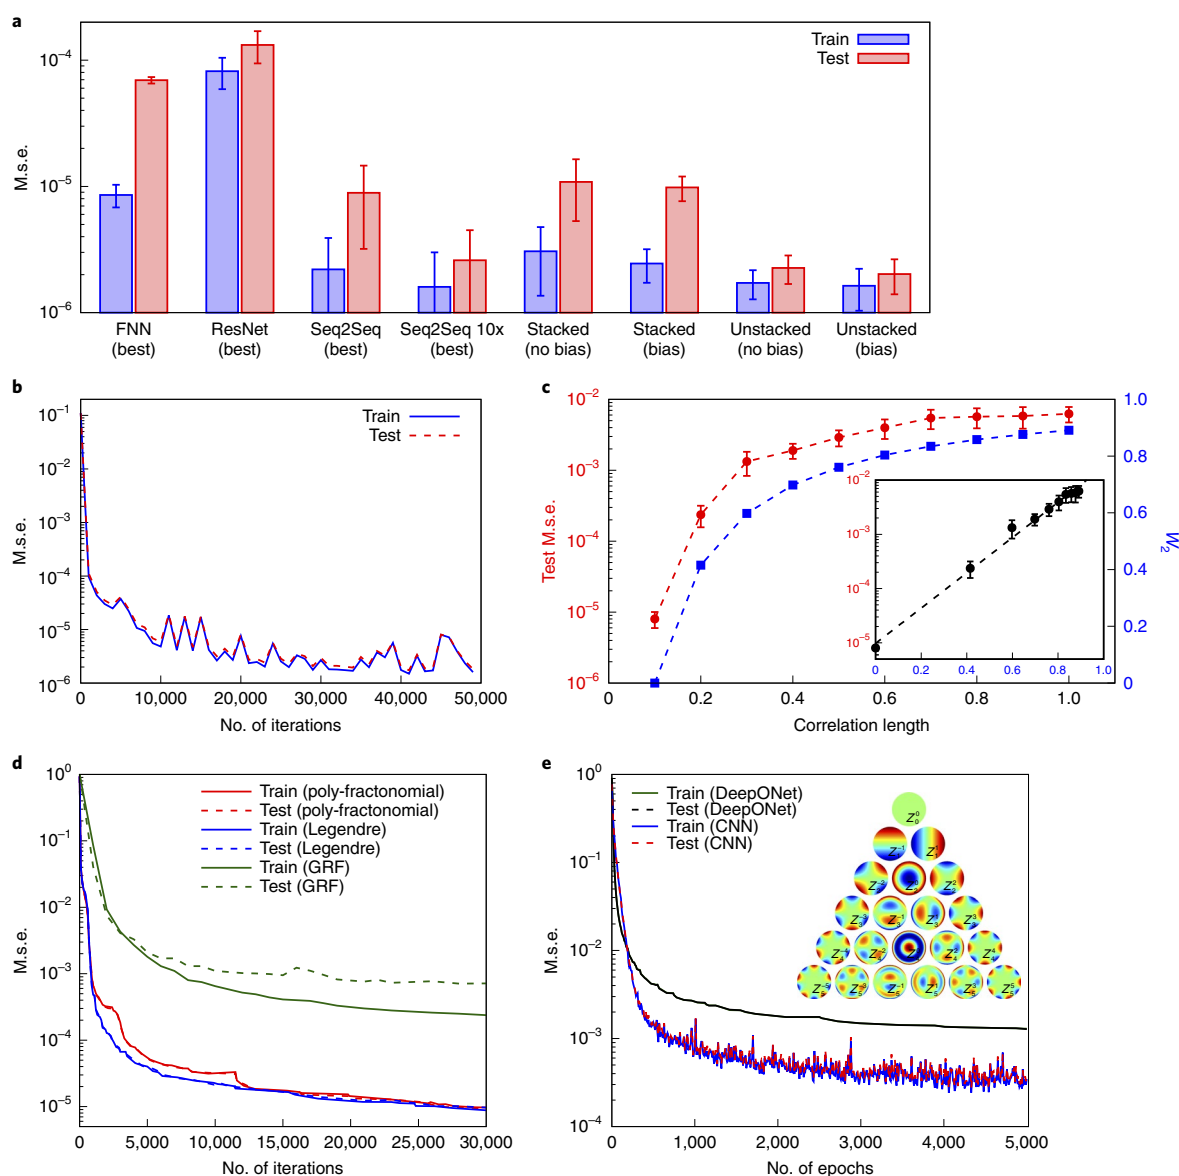 a
M.s.e.
10⁻⁴
10⁻⁵
10⁻⁶
Train
Test
FNN
(best)
ResNet
(best)
Seq2Seq
(best)
Seq2Seq 10x
(best)
Stacked
(no bias)
Stacked
(bias)
Unstacked
(no bias)
Unstacked
(bias)
b
M.s.e.
10⁻¹
10⁻²
10⁻³
10⁻⁴
10⁻⁵
10⁻⁶
Train
Test
0 10,000 20,000 30,000 40,000 50,000
No. of iterations
c
Test M.s.e.
10⁻²
10⁻³
10⁻⁴
10⁻⁵
10⁻⁶
0 0.2 0.4 0.6 0.8 1.0
Correlation length
1.0
0.8
0.6
0.4
0.2
0
W₂
10⁻²
10⁻³
10⁻⁴
10⁻⁵
0 0.2 0.4 0.6 0.8 1.0
d
M.s.e.
10⁰
10⁻¹
10⁻²
10⁻³
10⁻⁴
10⁻⁵
Train (poly-fractonomial)
Test (poly-fractonomial)
Train (Legendre)
Test (Legendre)
Train (GRF)
Test (GRF)
0 5,000 10,000 15,000 20,000 25,000 30,000
No. of iterations
e
M.s.e.
10⁰
10⁻¹
10⁻²
10⁻³
10⁻⁴
Train (DeepONet)
Test (DeepONet)
Train (CNN)
Test (CNN)
0 1,000 2,000 3,000 4,000 5,000
No. of epochs